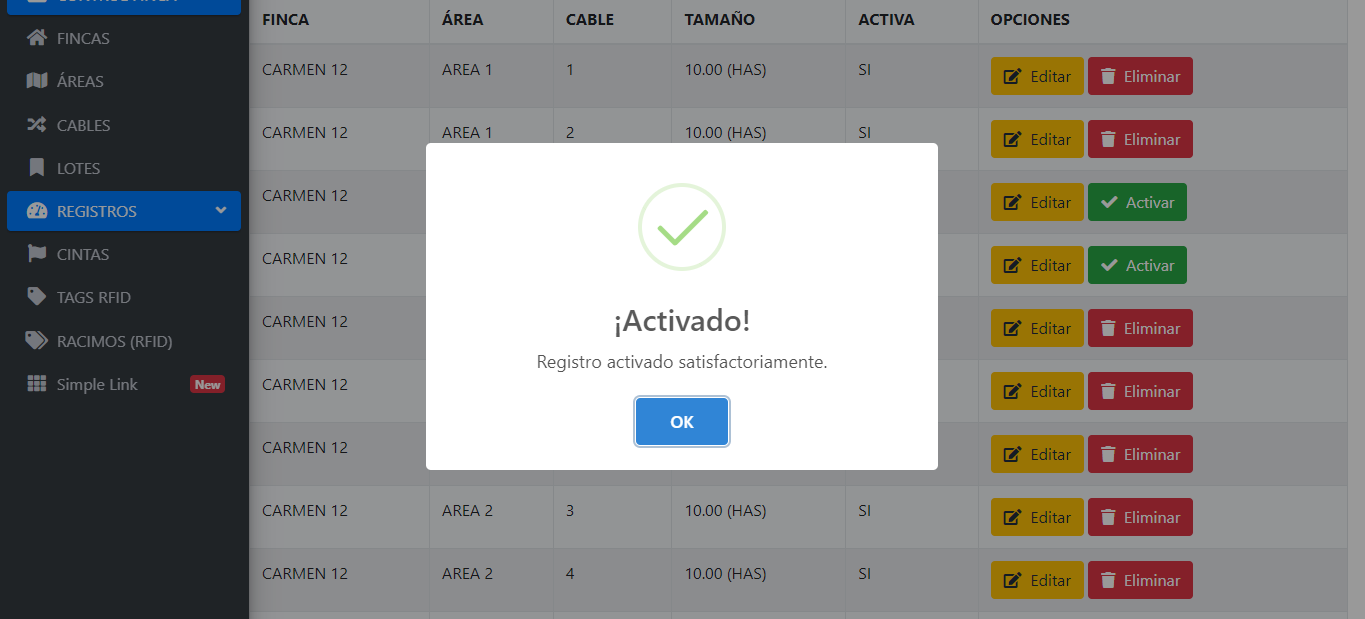 FINCA ÁREA CABLE TAMAÑO ACTIVA OPCIONES
FINCAS
ÁREAS
CABLES
LOTES
REGISTROS
CINTAS
TAGS RFID
RACIMOS (RFID)
Simple Link New
CARMEN 12 AREA 1 1 10.00 (HAS) SI Editar Eliminar
CARMEN 12 AREA 1 2 10.00 (HAS) SI Editar Eliminar
CARMEN 12 Editar Activar
CARMEN 12 Editar Activar
CARMEN 12 Editar Eliminar
CARMEN 12 Editar Eliminar
CARMEN 12 Editar Eliminar
CARMEN 12 AREA 2 3 10.00 (HAS) SI Editar Eliminar
CARMEN 12 AREA 2 4 10.00 (HAS) SI Editar Eliminar
¡Activado!
Registro activado satisfactoriamente.
OK